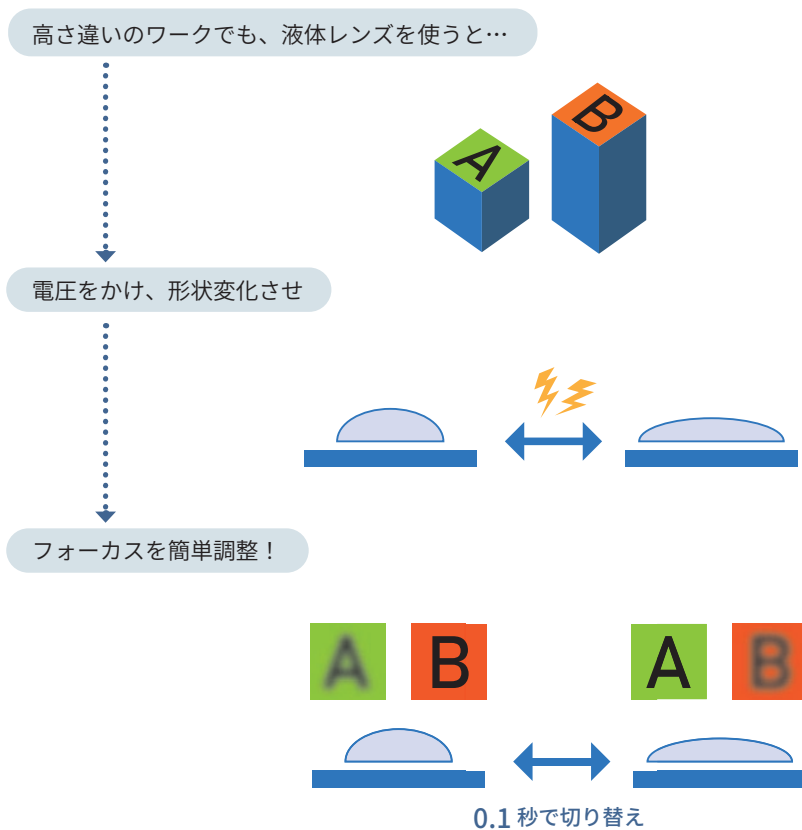 高さ違いのワークでも、液体レンズを使うと…
A
B
電圧をかけ、形状変化させ
フォーカスを簡単調整！
A B A B
0.1 秒で切り替え